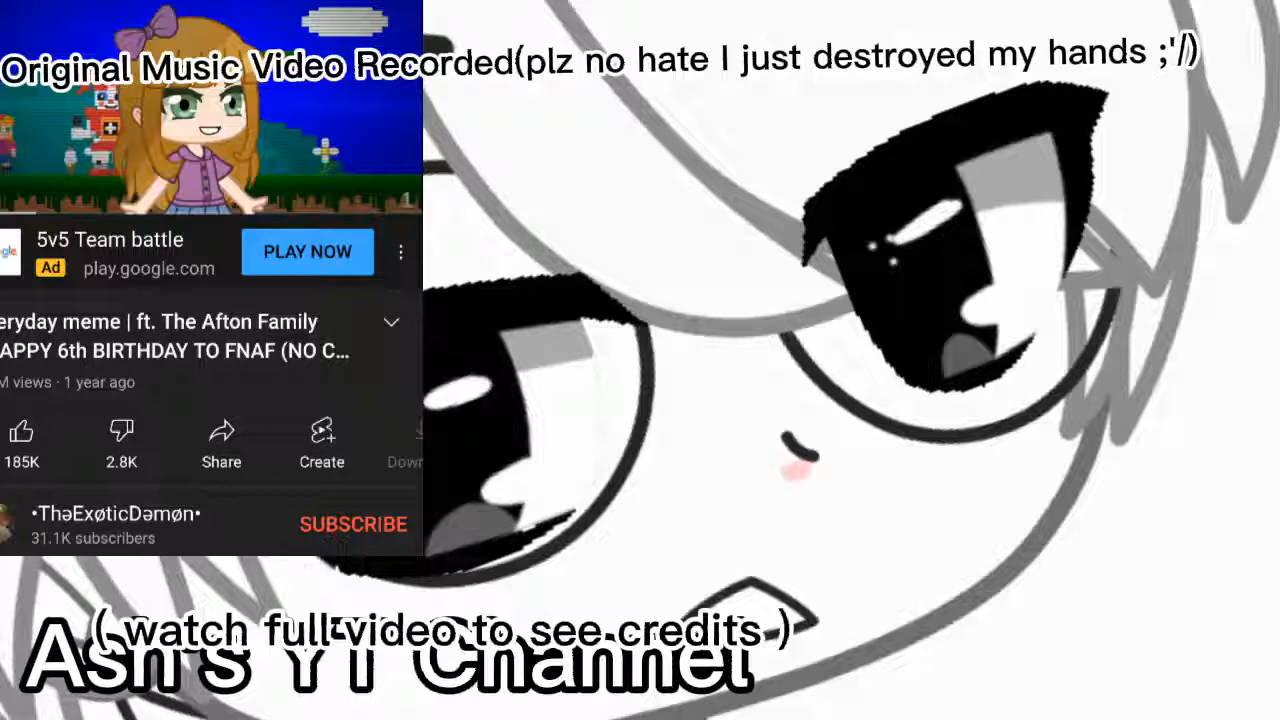 Original Music Video Recorded(plz no hate I just destroyed my hands ;'/)
5v5 Team battle
Ad play.google.com
PLAY NOW
eryday meme | ft. The Afton Family
APPY 6th BIRTHDAY TO FNAF (NO C...
M views · 1 year ago
185K
2.8K
Share
Create
Down
•ThəExøticDəmøn•
31.1K subscribers
SUBSCRIBE
( watch full video to see credits )
Ash's YT Channel